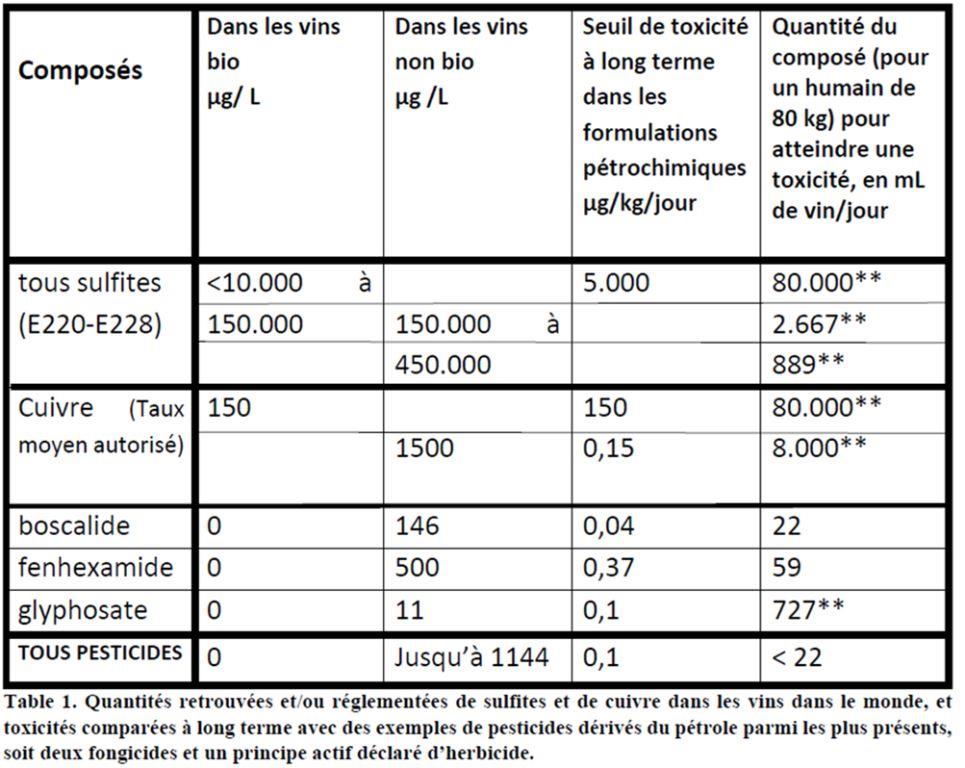 Composés
Dans les vins
bio
µg/ L
Dans les vins
non bio
µg /L
Seuil de toxicité
à long terme
dans les
formulations
pétrochimiques
µg/kg/jour
Quantité du
composé (pour
un humain de
80 kg) pour
atteindre une
toxicité, en mL
de vin/jour
tous sulfites <10.000 à 5.000 80.000**
(E220-E228) 150.000 150.000 à 2.667**
450.000 889**
Cuivre (Taux 150 150 80.000**
moyen autorisé) 1500 0,15 8.000**
boscalide 0 146 0,04 22
fenhexamide 0 500 0,37 59
glyphosate 0 11 0,1 727**
TOUS PESTICIDES 0 Jusqu’à 1144 0,1 < 22
Table 1. Quantités retrouvées et/ou réglementées de sulfites et de cuivre dans les vins dans le monde, et
toxicités comparées à long terme avec des exemples de pesticides dérivés du pétrole parmi les plus présents,
soit deux fongicides et un principe actif déclaré d’herbicide.